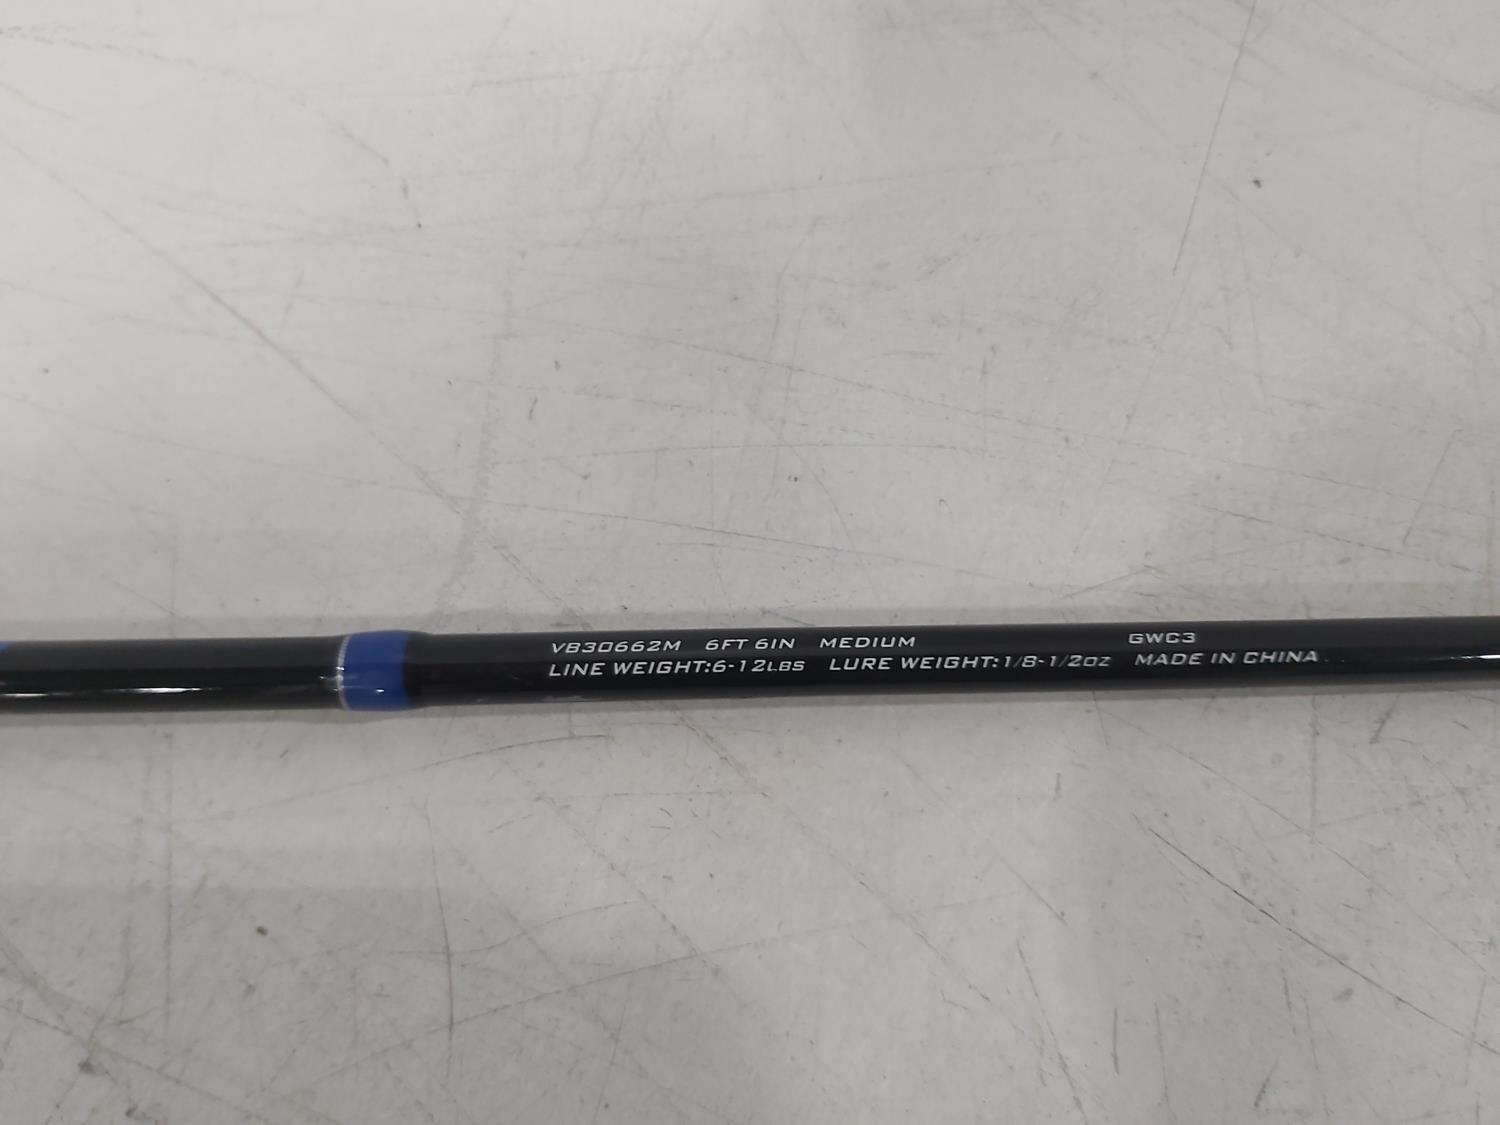 VB30662M 6FT 6IN MEDIUM GWC3
LINE WEIGHT:6-12LBS LURE WEIGHT:1/8-1/2OZ MADE IN CHINA